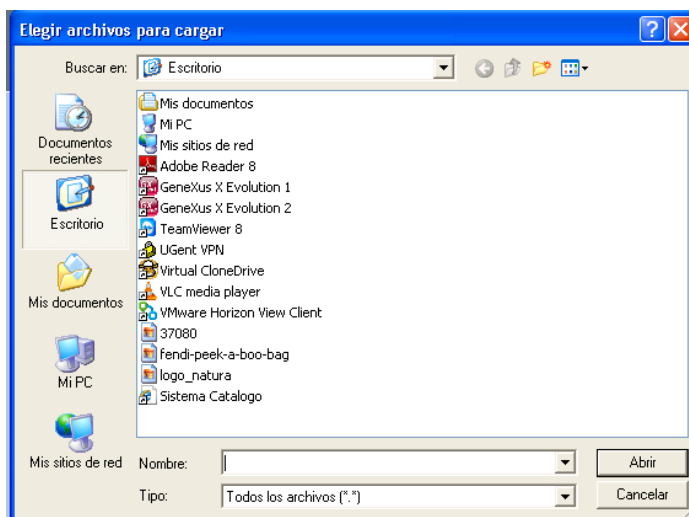 Elegir archivos para cargar
Buscar en: Escritorio
Documentos recientes
Escritorio
Mis documentos
Mi PC
Mis sitios de red
Mis documentos
Mi PC
Mis sitios de red
Adobe Reader 8
GeneXus X Evolution 1
GeneXus X Evolution 2
TeamViewer 8
UGent VPN
Virtual CloneDrive
VLC media player
VMware Horizon View Client
37080
fendi-peek-a-boo-bag
logo_natura
Sistema Catalogo
Nombre:
Abrir
Tipo: Todos los archivos (*.*)
Cancelar